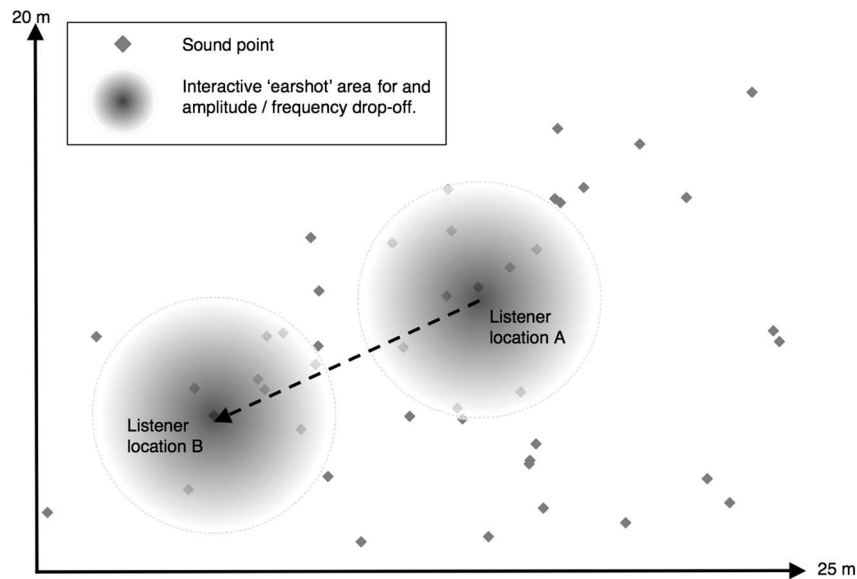 20 m
Sound point
Interactive ‘earshot’ area for and
amplitude / frequency drop-off.
Listener
location A
Listener
location B
25 m